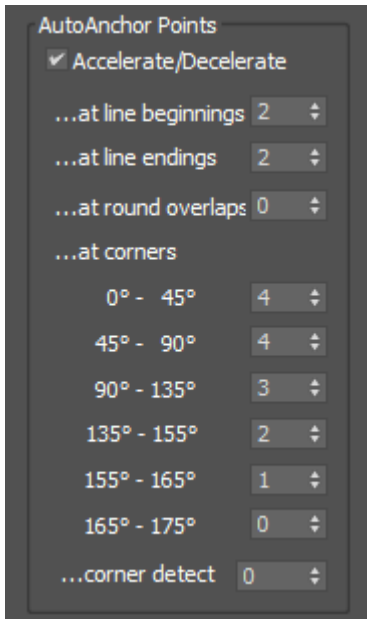 AutoAnchor Points
Accelerate/Decelerate
...at line beginnings 2
...at line endings 2
...at round overlaps 0
...at corners
0° - 45° 4
45° - 90° 4
90° - 135° 3
135° - 155° 2
155° - 165° 1
165° - 175° 0
...corner detect 0